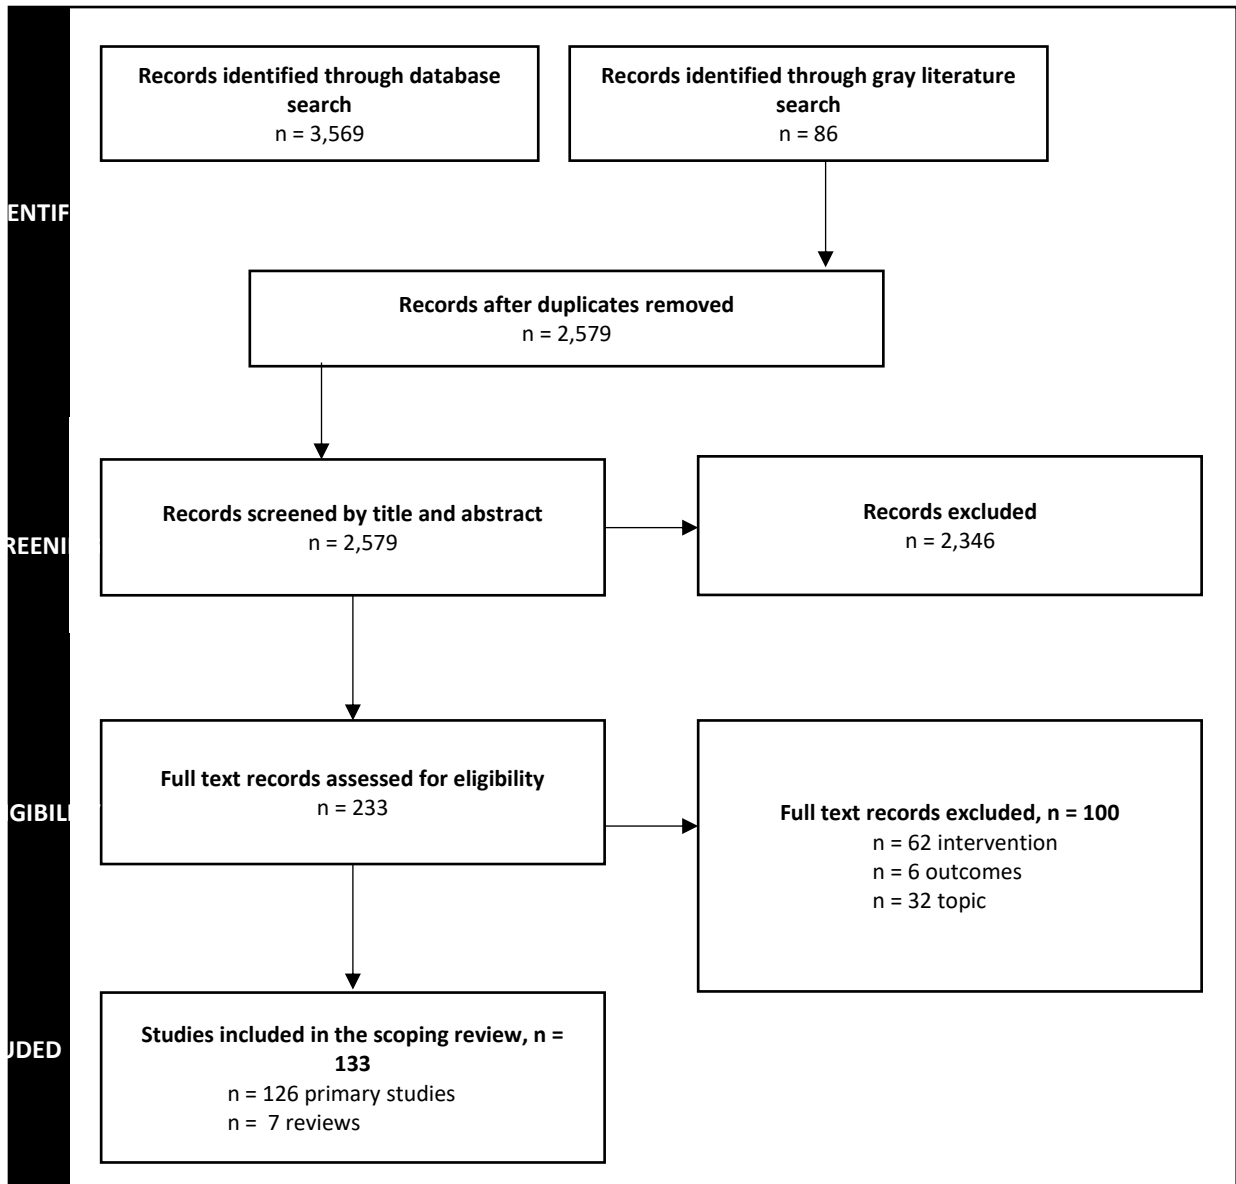 Records identified through database
search
n = 3,569
Records identified through gray literature
search
n = 86
ENTIF
Records after duplicates removed
n = 2,579
Records screened by title and abstract
n = 2,579
Records excluded
n = 2,346
REENI
Full text records assessed for eligibility
n = 233
GIBIL
Full text records excluded, n = 100
n = 62 intervention
n = 6 outcomes
n = 32 topic
Studies included in the scoping review, n =
133
n = 126 primary studies
n = 7 reviews
UDED